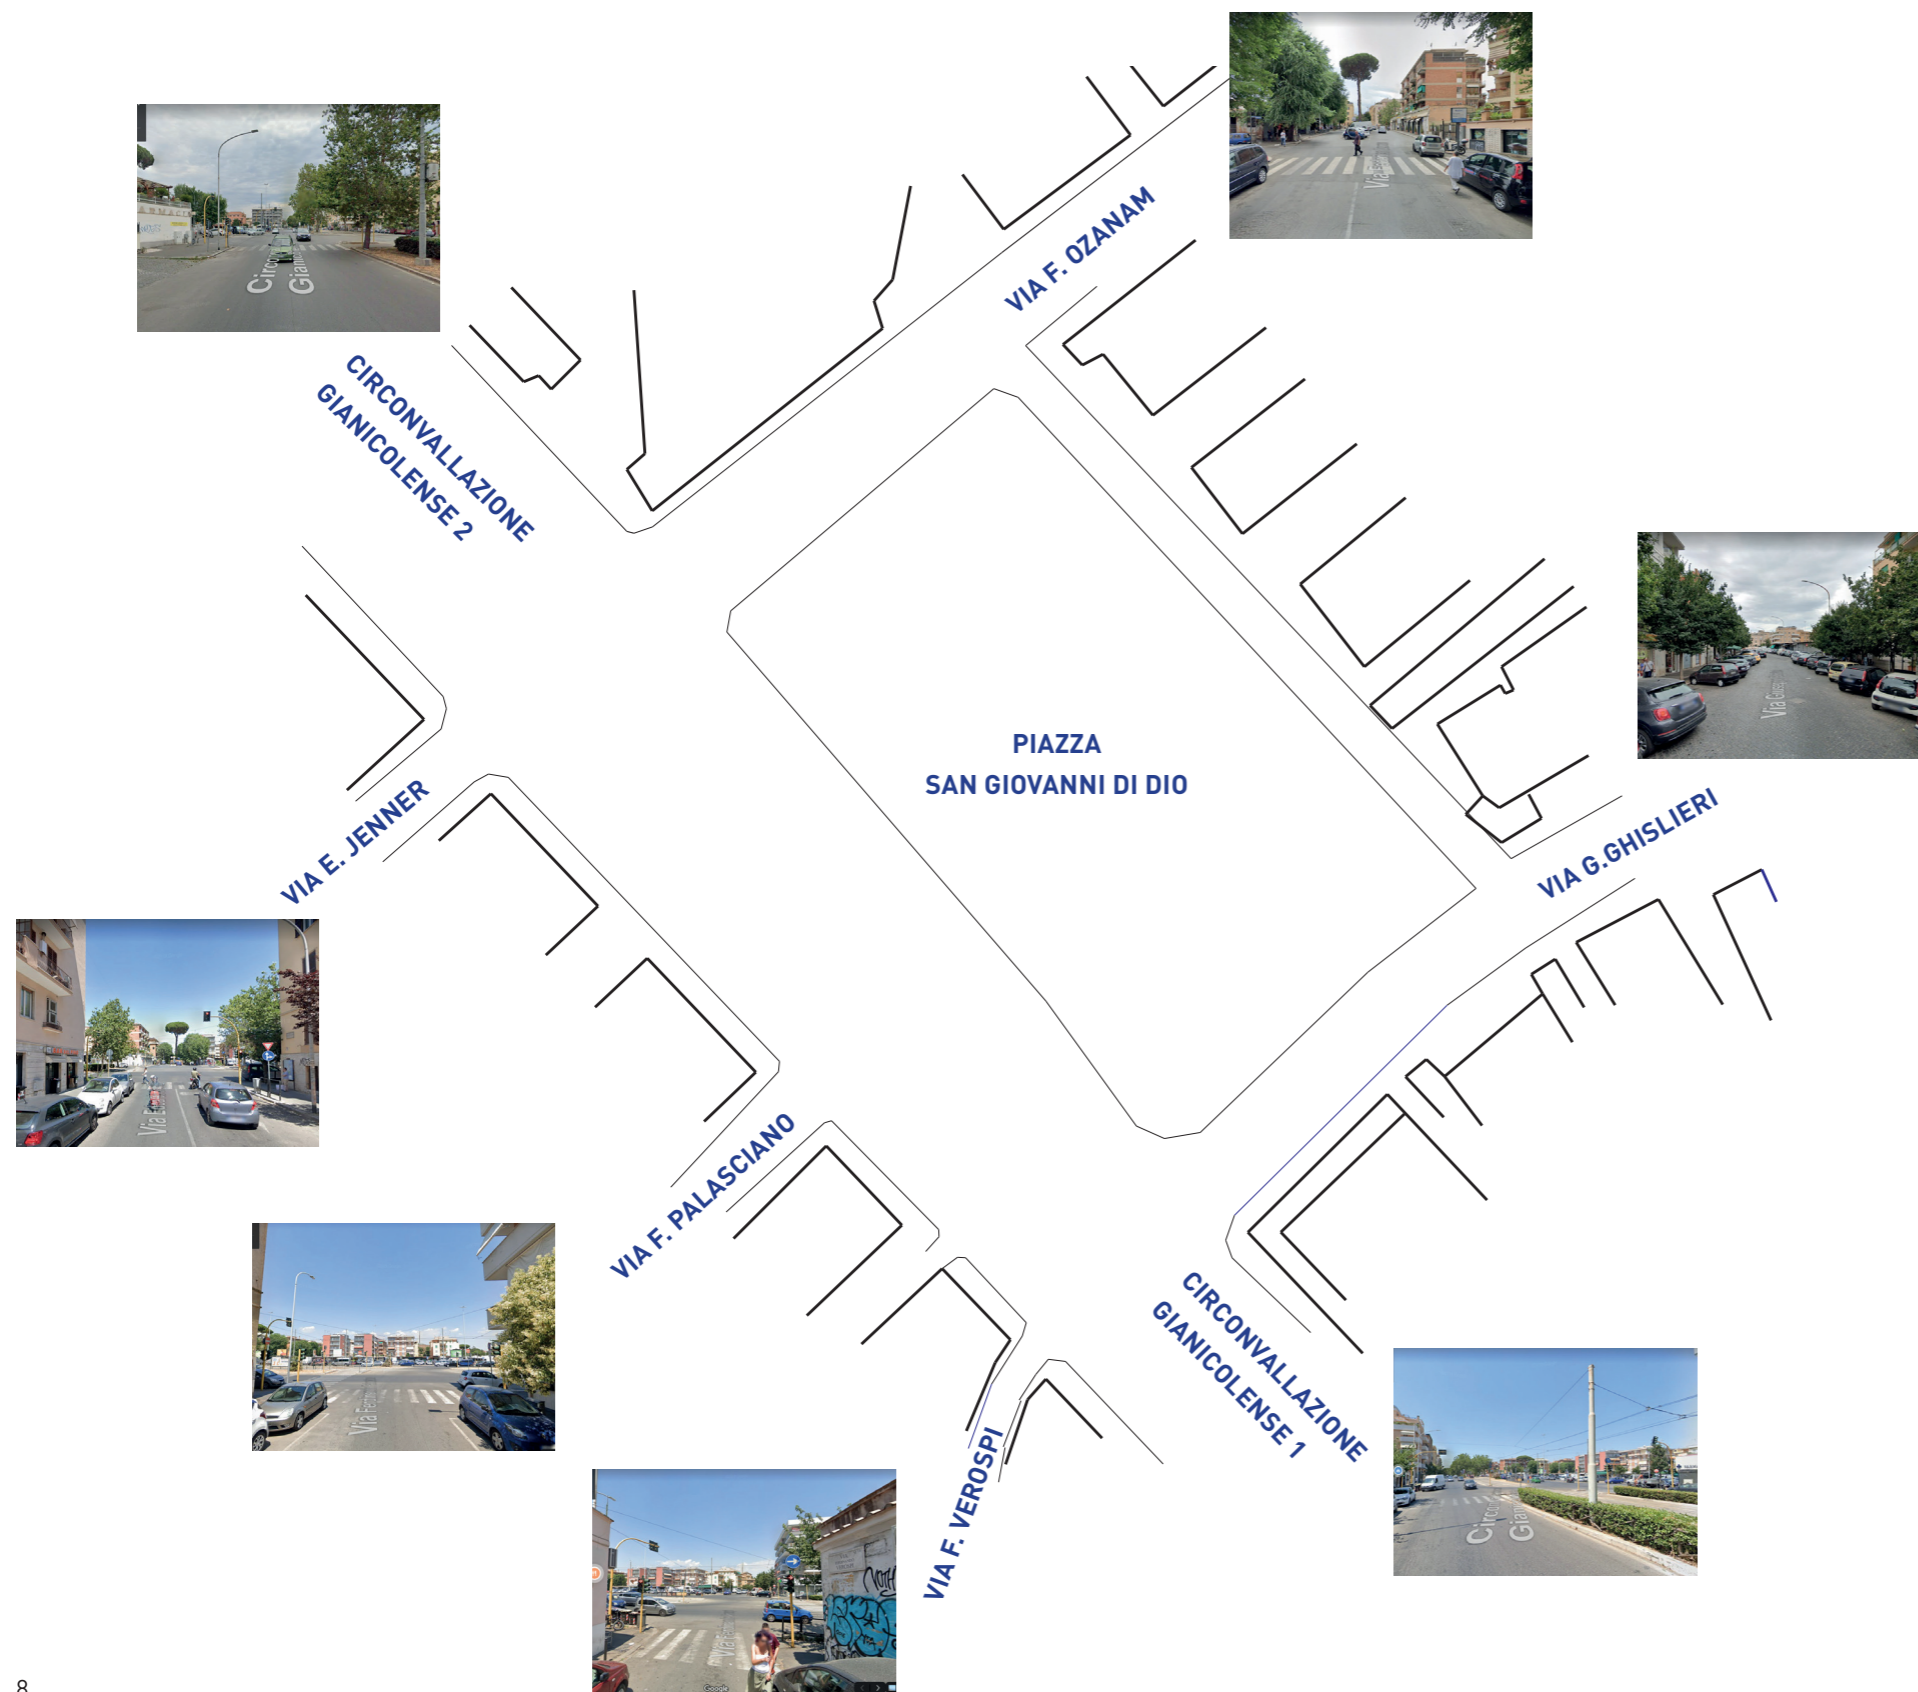 VIA F. OZANAM
CIRCONVALLAZIONE
GIANICOLENSE 2
PIAZZA
SAN GIOVANNI DI DIO
VIA E. JENNER
VIA G.GHISLIERI
VIA F. PALASCIANO
CIRCONVALLAZIONE
GIANICOLENSE 1
VIA F. VEROSPI
Google
8